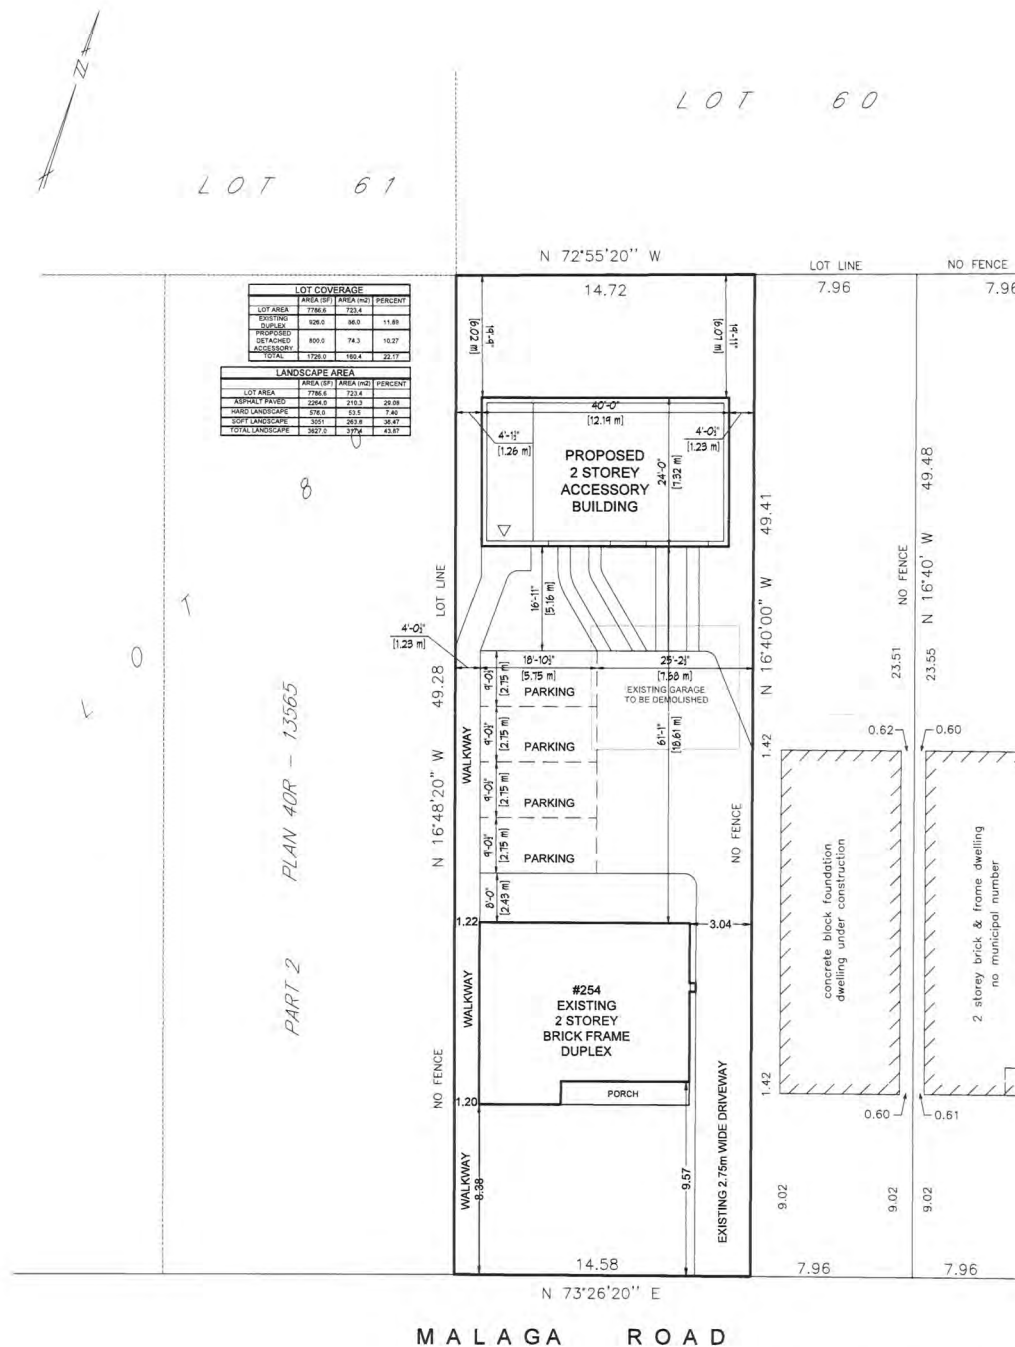 N
LOT 60
LOT 61
N 72°55'20" W
LOT LINE
NO FENCE
14.72
7.96
7.96
LOT COVERAGE
AREA (SF) AREA (m2) PERCENT
LOT AREA 7786.6 723.4
EXISTING DUPLEX 926.0 86.0 11.89
PROPOSED DETACHED ACCESSORY 800.0 74.3 10.27
TOTAL 1726.0 160.4 22.17
LANDSCAPE AREA
AREA (SF) AREA (m2) PERCENT
LOT AREA 7786.6 723.4
ASPHALT PAVED 2264.0 210.3 29.08
HARD LANDSCAPE 576.0 53.5 7.40
SOFT LANDSCAPE 3051 36.47
TOTAL LANDSCAPE 3627.0 43.87
19'-9"
[6.02 m]
19'-11"
[6.07 m]
40'-0"
[12.19 m]
4'-1½"
[1.26 m]
4'-0½"
[1.23 m]
24'-0"
[7.32 m]
PROPOSED
2 STOREY
ACCESSORY
BUILDING
LOT 80
PLAN 40R - 13565
PART 2
LOT LINE
49.28
N 16°48'20" W
NO FENCE
4'-0½"
[1.23 m]
16'-11"
[5.16 m]
18'-10½"
[5.75 m]
25'-2½"
[7.68 m]
EXISTING GARAGE
TO BE DEMOLISHED
61'-1"
[18.61 m]
9'-0½"
[2.75 m]
PARKING
9'-0½"
[2.75 m]
PARKING
9'-0½"
[2.75 m]
PARKING
9'-0½"
[2.75 m]
PARKING
8'-0"
[2.43 m]
WALKWAY
WALKWAY
WALKWAY
1.22
3.04
1.20
#254
EXISTING
2 STOREY
BRICK FRAME
DUPLEX
PORCH
8.38
9.57
EXISTING 2.75m WIDE DRIVEWAY
NO FENCE
49.41
N 16°40'00" W
1.42
1.42
49.48
N 16°40' W
NO FENCE
23.51
23.55
0.62
0.60
concrete block foundation
dwelling under construction
2 storey brick & frame dwelling
no municipal number
0.60
0.61
9.02
9.02
9.02
14.58
7.96
7.96
N 73°26'20" E
MALAGA ROAD